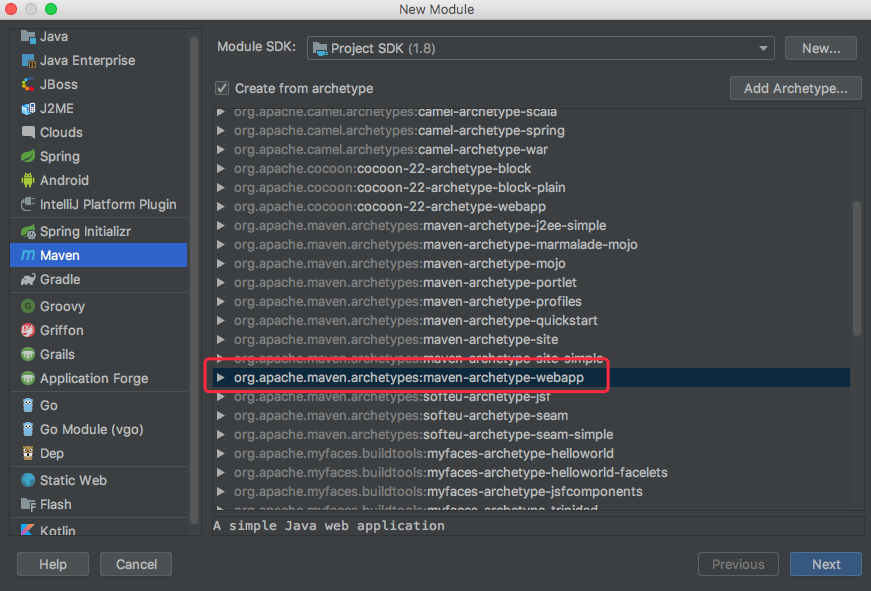 New Module
Java
Java Enterprise
JBoss
J2ME
Clouds
Spring
Android
IntelliJ Platform Plugin
Spring Initializr
Maven
Gradle
Groovy
Griffon
Grails
Application Forge
Go
Go Module (vgo)
Dep
Static Web
Flash
Kotlin
Module SDK:
Project SDK (1.8)
New...
Create from archetype
Add Archetype...
org.apache.camel.archetypes:camel-archetype-scala
org.apache.camel.archetypes:camel-archetype-spring
org.apache.camel.archetypes:camel-archetype-war
org.apache.cocoon:cocoon-22-archetype-block
org.apache.cocoon:cocoon-22-archetype-block-plain
org.apache.cocoon:cocoon-22-archetype-webapp
org.apache.maven.archetypes:maven-archetype-j2ee-simple
org.apache.maven.archetypes:maven-archetype-marmalade-mojo
org.apache.maven.archetypes:maven-archetype-mojo
org.apache.maven.archetypes:maven-archetype-portlet
org.apache.maven.archetypes:maven-archetype-profiles
org.apache.maven.archetypes:maven-archetype-quickstart
org.apache.maven.archetypes:maven-archetype-site
org.apache.maven.archetypes:maven-archetype-site-simple
org.apache.maven.archetypes:maven-archetype-webapp
org.apache.maven.archetypes:softeu-archetype-jsf
org.apache.maven.archetypes:softeu-archetype-seam
org.apache.maven.archetypes:softeu-archetype-seam-simple
org.apache.myfaces.buildtools:myfaces-archetype-helloworld
org.apache.myfaces.buildtools:myfaces-archetype-helloworld-facelets
org.apache.myfaces.buildtools:myfaces-archetype-jsfcomponents
org.apache.myfaces.buildtools:myfaces-archetype-trinidad
A simple Java web application
Help
Cancel
Previous
Next